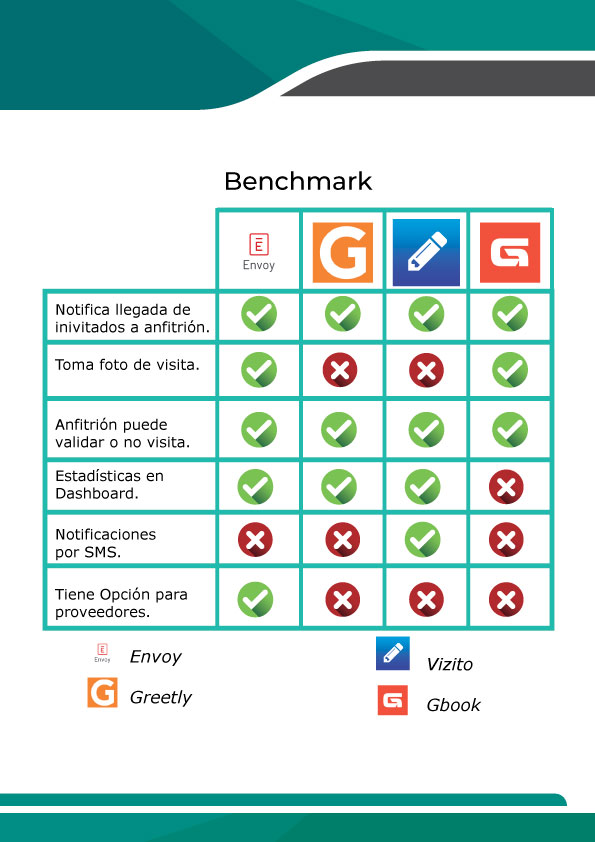 Benchmark
E
Envoy
G
G
Notifica llegada de
inivitados a anfitrión.
Toma foto de visita.
Anfitrión puede
validar o no visita.
Estadísticas en
Dashboard.
Notificaciones
por SMS.
Tiene Opción para
proveedores.
E
Envoy
Envoy
Vizito
G
Greetly
G
Gbook